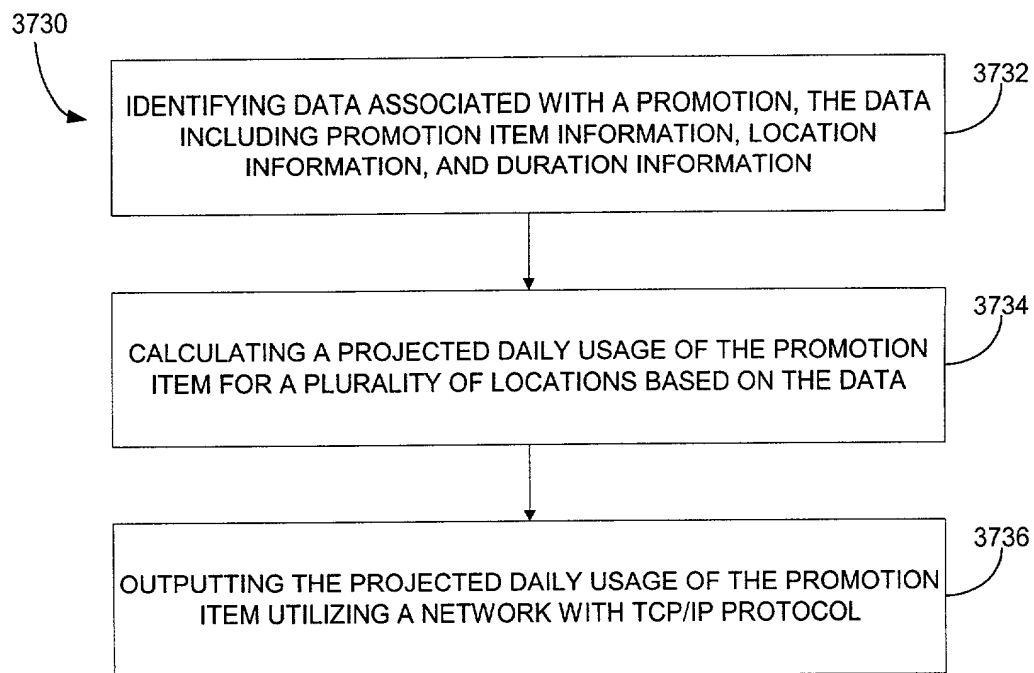 3730
3732
IDENTIFYING DATA ASSOCIATED WITH A PROMOTION, THE DATA
INCLUDING PROMOTION ITEM INFORMATION, LOCATION
INFORMATION, AND DURATION INFORMATION
3734
CALCULATING A PROJECTED DAILY USAGE OF THE PROMOTION
ITEM FOR A PLURALITY OF LOCATIONS BASED ON THE DATA
3736
OUTPUTTING THE PROJECTED DAILY USAGE OF THE PROMOTION
ITEM UTILIZING A NETWORK WITH TCP/IP PROTOCOL